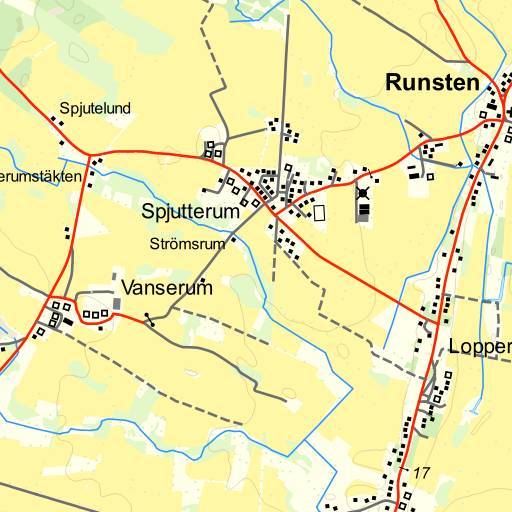 Runsten
Spjutelund
erumstäkten
Spjutterum
Strömsrum
Vanserum
Lopper
17